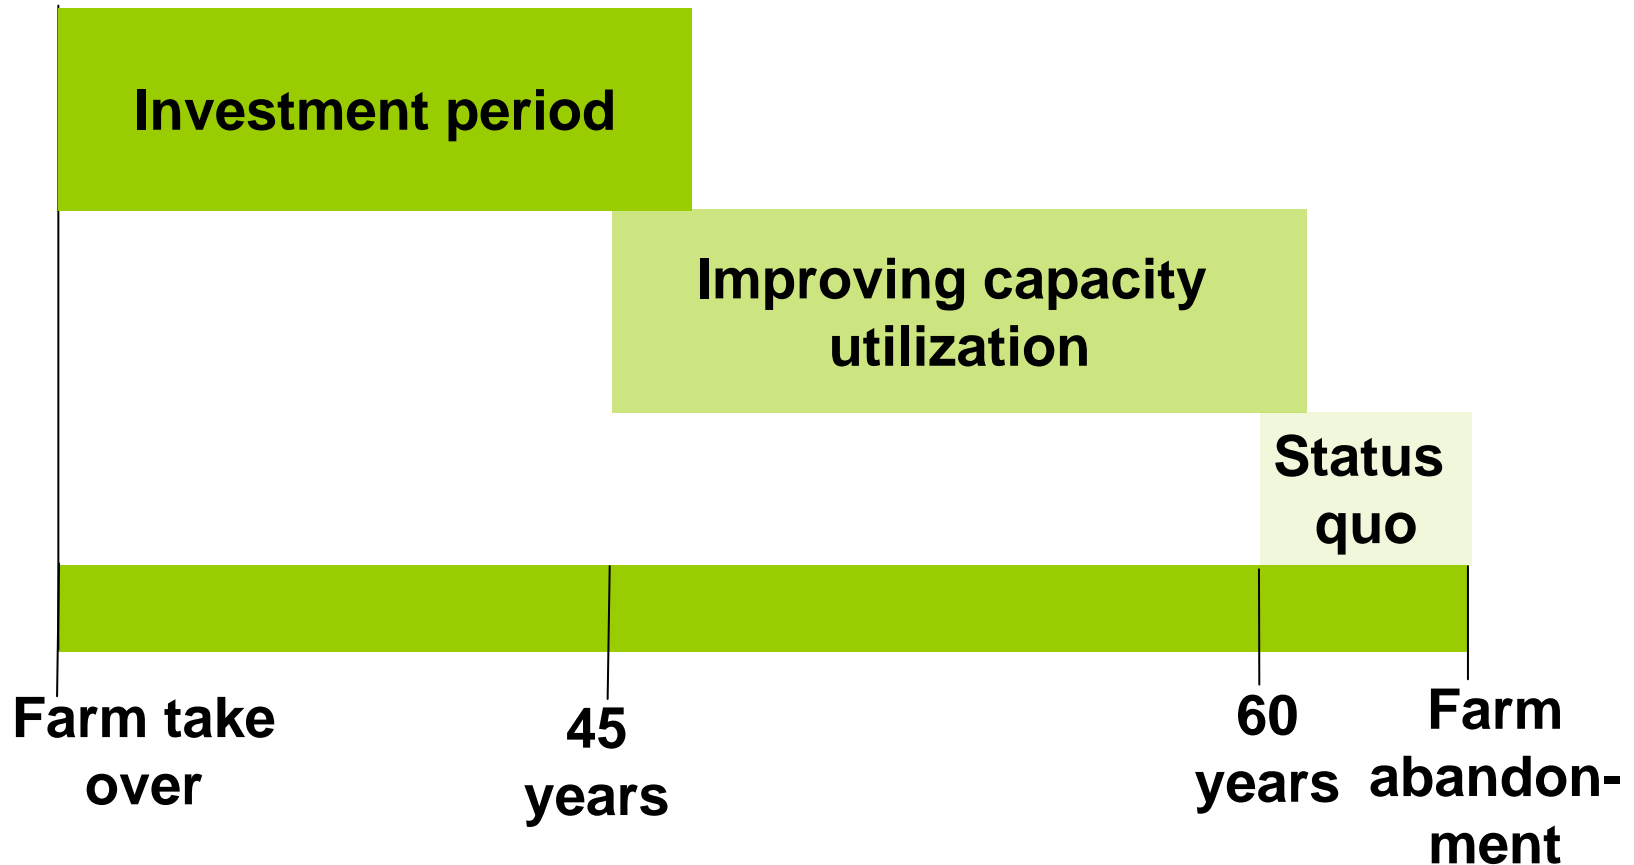 Investment period
Improving capacity
utilization
Status
quo
Farm take
over
45
years
60
years
Farm
abandon-
ment